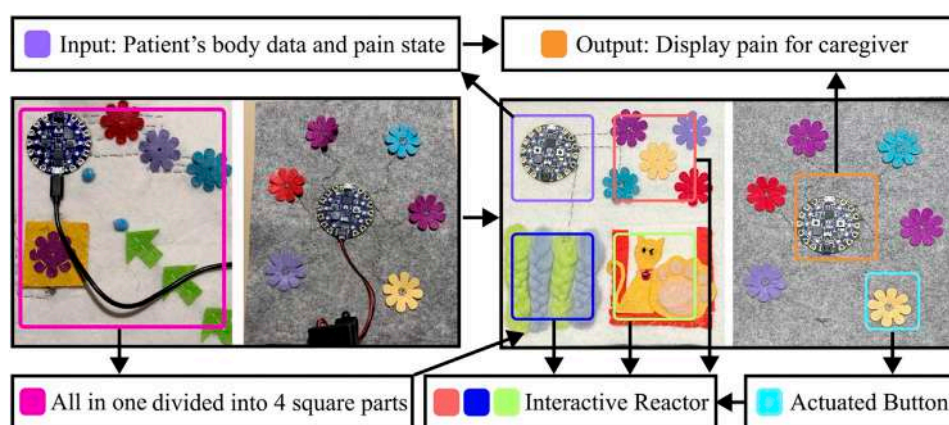 Input: Patient's body data and pain state
Output: Display pain for caregiver
All in one divided into 4 square parts
Interactive Reactor
Actuated Button